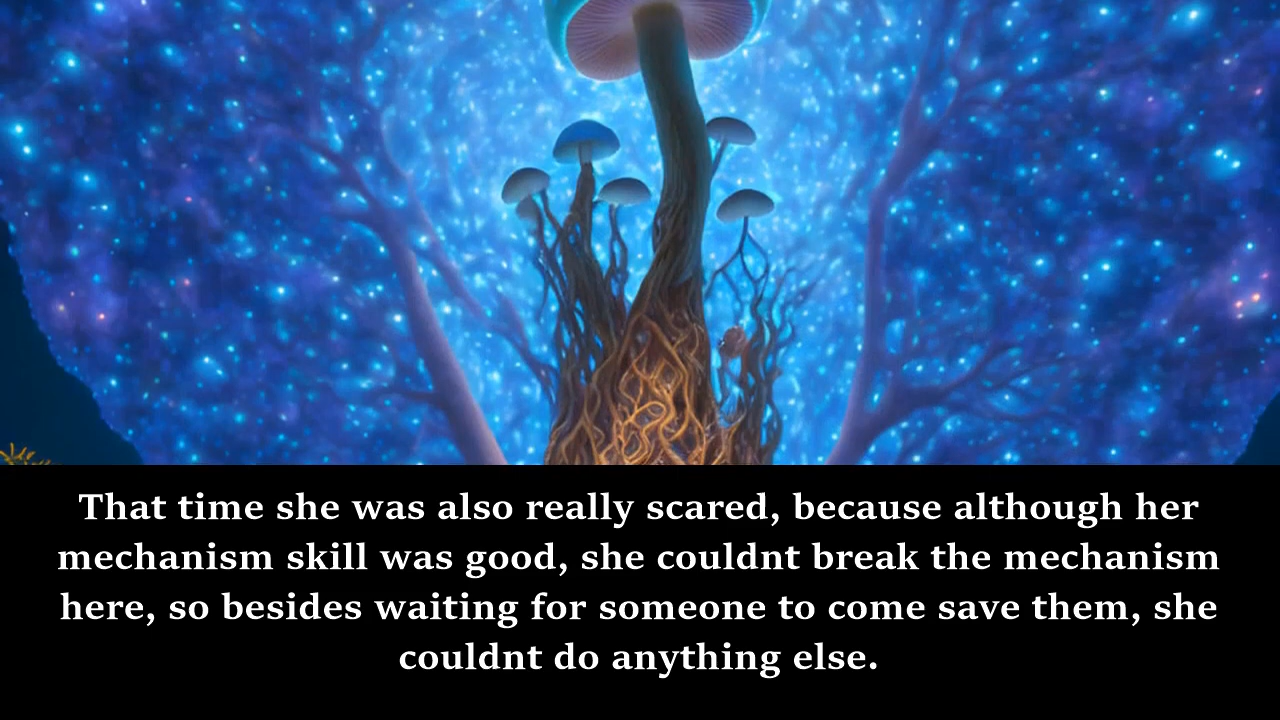 That time she was also really scared, because although her
mechanism skill was good, she couldnt break the mechanism
here, so besides waiting for someone to come save them, she
couldnt do anything else.